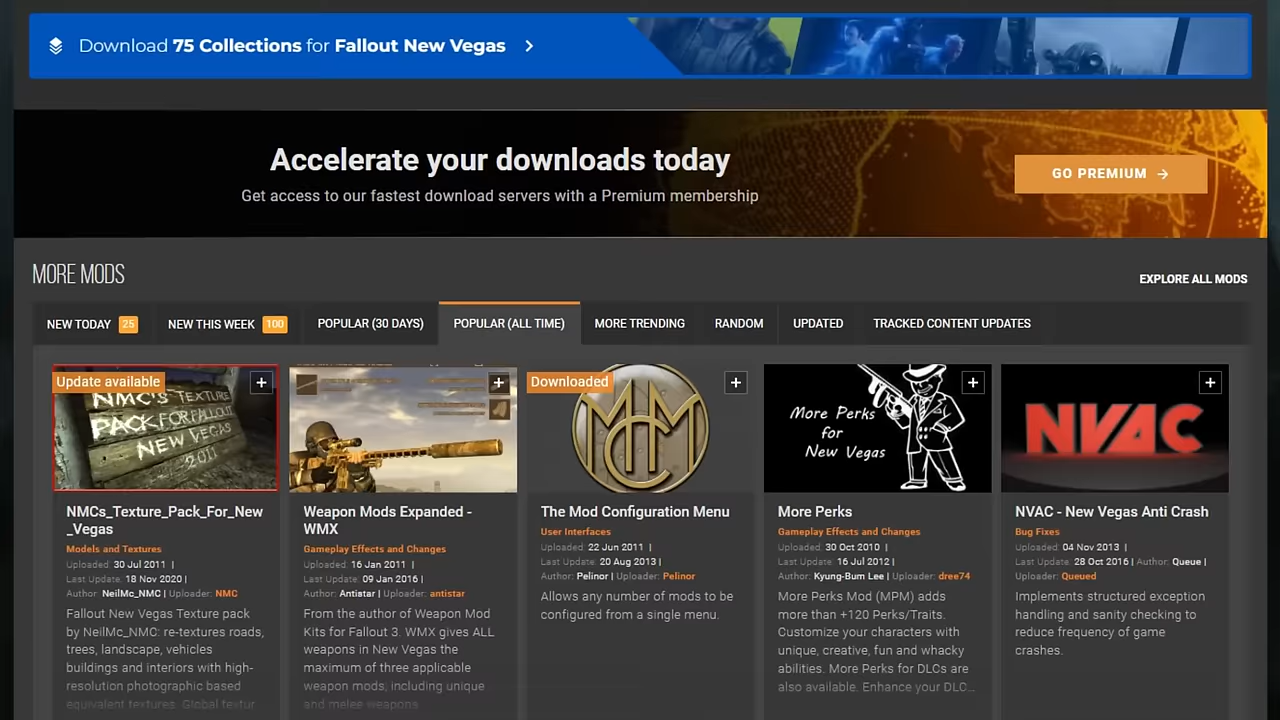 Download 75 Collections for Fallout New Vegas
Accelerate your downloads today
Get access to our fastest download servers with a Premium membership
GO PREMIUM
MORE MODS
EXPLORE ALL MODS
NEW TODAY 25
NEW THIS WEEK 100
POPULAR (30 DAYS)
POPULAR (ALL TIME)
MORE TRENDING
RANDOM
UPDATED
TRACKED CONTENT UPDATES
Update available
NMC'S TEXTURE
PACK FOR FALLOUT
NEW VEGAS
2011
NMCs_Texture_Pack_For_New
_Vegas
Models and Textures
Uploaded: 30 Jul 2011 |
Last Update: 18 Nov 2020 |
Author: NeilMc_NMC | Uploader: NMC
Fallout New Vegas Texture pack
by NeilMc_NMC: re-textures roads,
trees, landscape, vehicles
buildings and interiors with high-
resolution photographic based
equivalent textures. Global textur
Weapon Mods Expanded -
WMX
Gameplay Effects and Changes
Uploaded: 16 Jan 2011 |
Last Update: 09 Jan 2016 |
Author: Antistar | Uploader: antistar
From the author of Weapon Mod
Kits for Fallout 3. WMX gives ALL
weapons in New Vegas the
maximum of three applicable
weapon mods; including unique
and melee weapons
Downloaded
MCM
The Mod Configuration Menu
User Interfaces
Uploaded: 22 Jun 2011 |
Last Update: 20 Aug 2013 |
Author: Pelinor | Uploader: Pelinor
Allows any number of mods to be
configured from a single menu.
More Perks
for
New Vegas
More Perks
Gameplay Effects and Changes
Uploaded: 30 Oct 2010 |
Last Update: 16 Jul 2012 |
Author: Kyung-Bum Lee | Uploader: dree74
More Perks Mod (MPM) adds
more than +120 Perks/Traits.
Customize your characters with
unique, creative, fun and whacky
abilities. More Perks for DLCs are
also available. Enhance your DLC...
NVAC
NVAC - New Vegas Anti Crash
Bug Fixes
Uploaded: 04 Nov 2013 |
Last Update: 28 Oct 2016 | Author: Queue |
Uploader: Queued
Implements structured exception
handling and sanity checking to
reduce frequency of game
crashes.